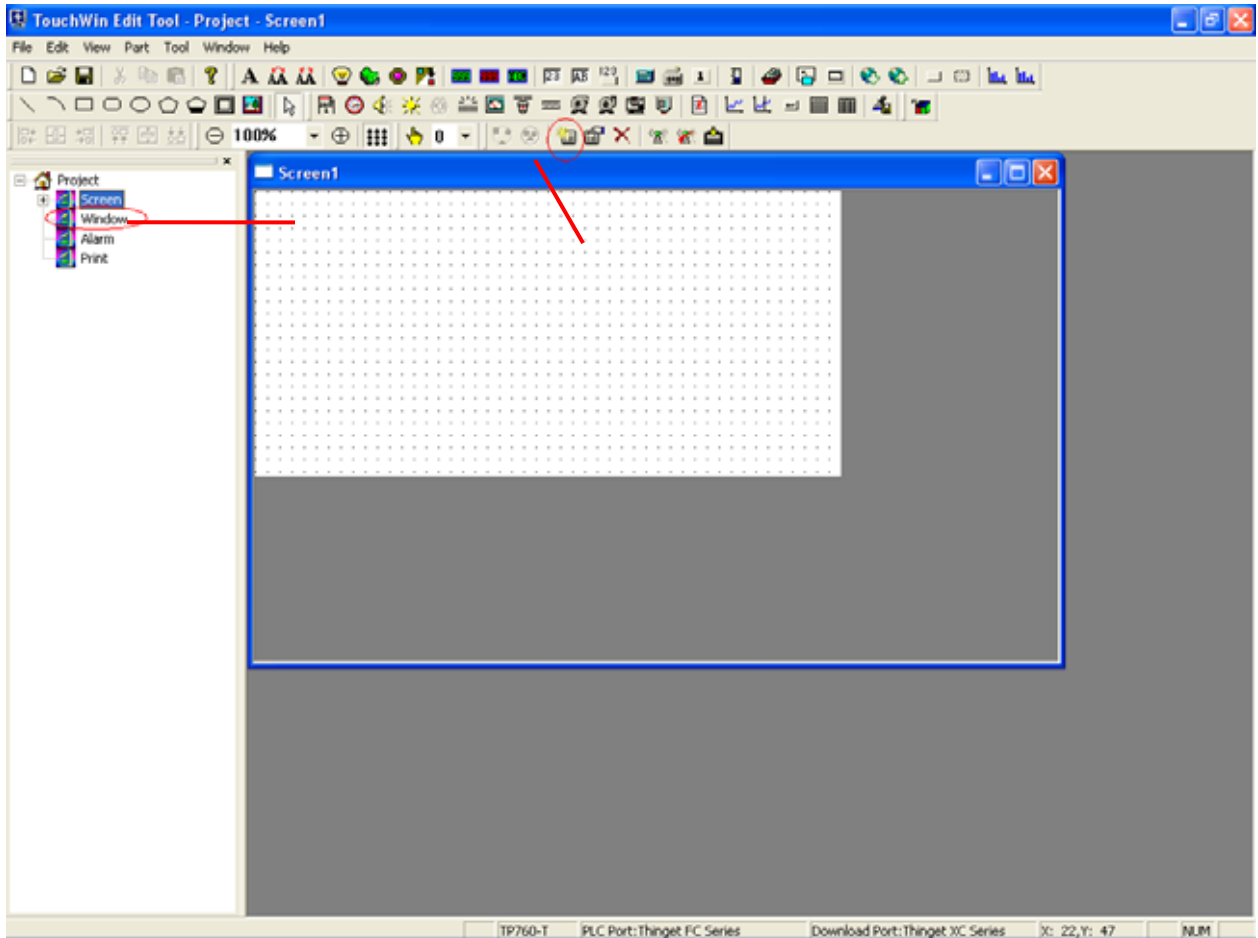 TouchWin Edit Tool - Project - Screen1
File Edit View Part Tool Window Help
100% 0
Project
Screen
Window
Alarm
Print
Screen1
TP760-T PLC Port:Thinget FC Series Download Port:Thinget XC Series X: 22,Y: 47 NUM